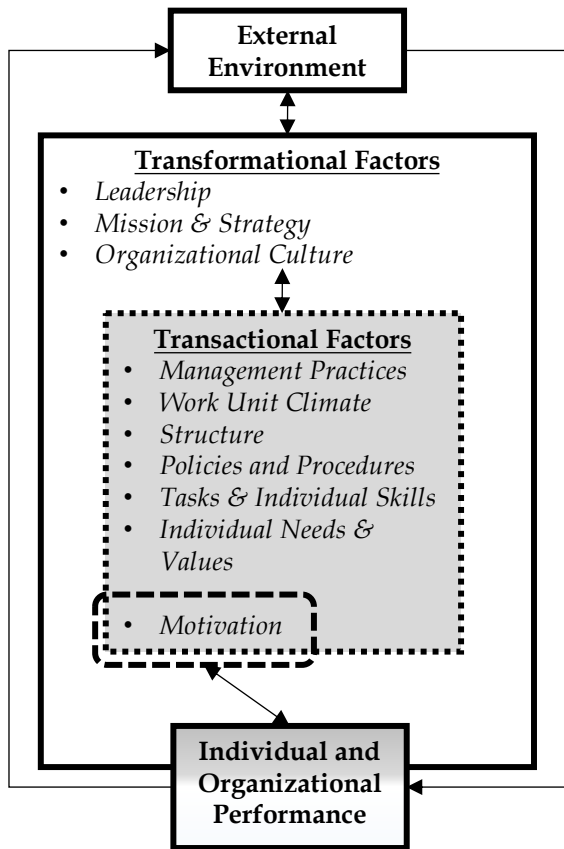 External
Environment
Transformational Factors
• Leadership
• Mission & Strategy
• Organizational Culture
Transactional Factors
• Management Practices
• Work Unit Climate
• Structure
• Policies and Procedures
• Tasks & Individual Skills
• Individual Needs &
Values
• Motivation
Individual and
Organizational
Performance